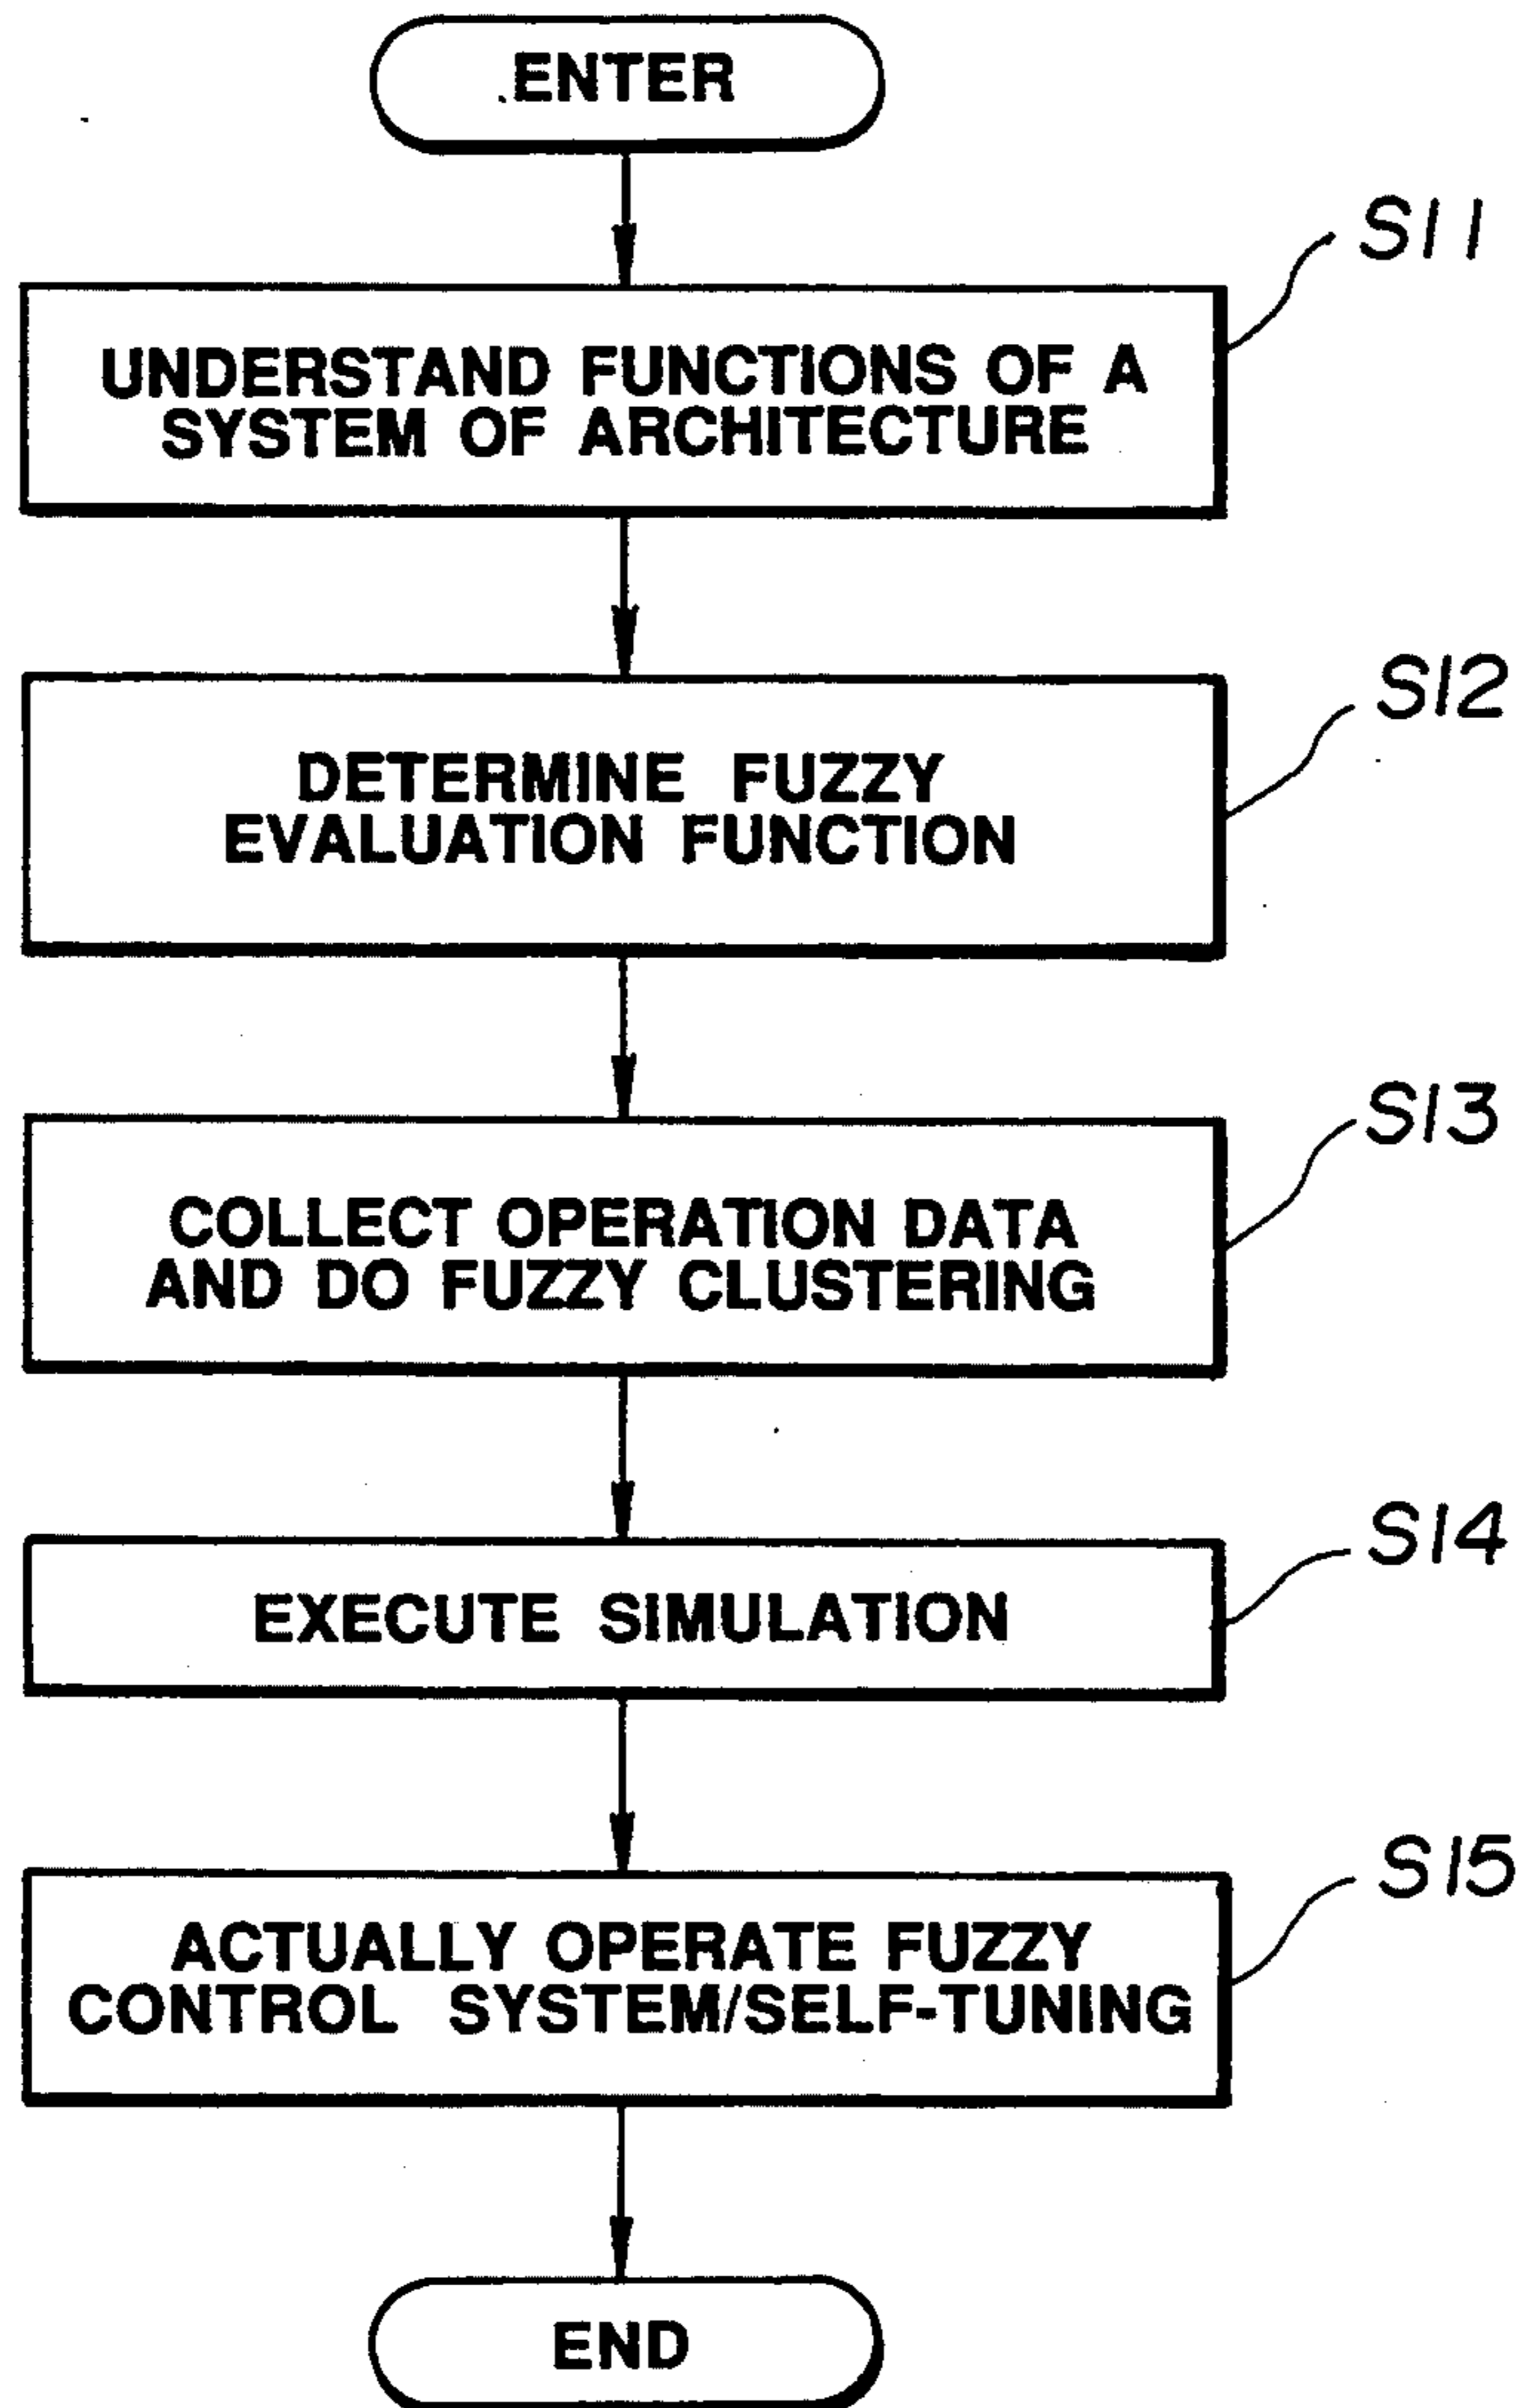 ENTER
S11
UNDERSTAND FUNCTIONS OF A
SYSTEM OF ARCHITECTURE
S12
DETERMINE FUZZY
EVALUATION FUNCTION
S13
COLLECT OPERATION DATA
AND DO FUZZY CLUSTERING
S14
EXECUTE SIMULATION
S15
ACTUALLY OPERATE FUZZY
CONTROL SYSTEM/SELF-TUNING
END